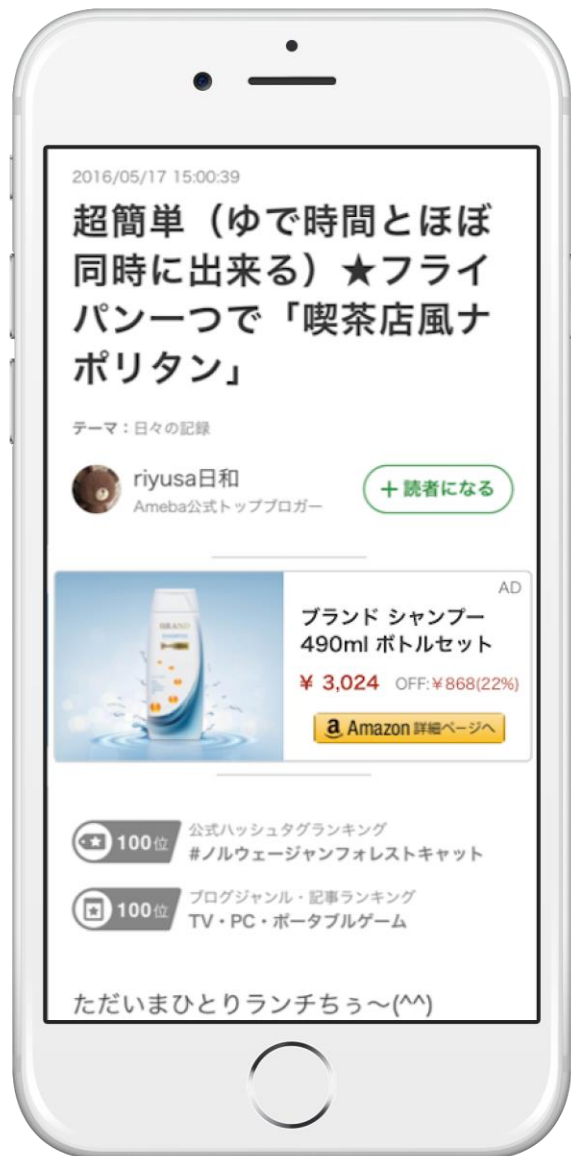 2016/05/17 15:00:39
超簡単（ゆで時間とほぼ
同時に出来る）★フライ
パン一つで「喫茶店風ナ
ポリタン」
テーマ：日々の記録
riyusa日和
Ameba公式トップブロガー
＋読者になる
AD
BRAND
SHAMPOO
ブランド シャンプー
490ml ボトルセット
¥ 3,024 OFF:¥868(22%)
a Amazon 詳細ページへ
100位
公式ハッシュタグランキング
#ノルウェージャンフォレストキャット
100位
ブログジャンル・記事ランキング
TV・PC・ポータブルゲーム
ただいまひとりランチちぅ〜(^^)